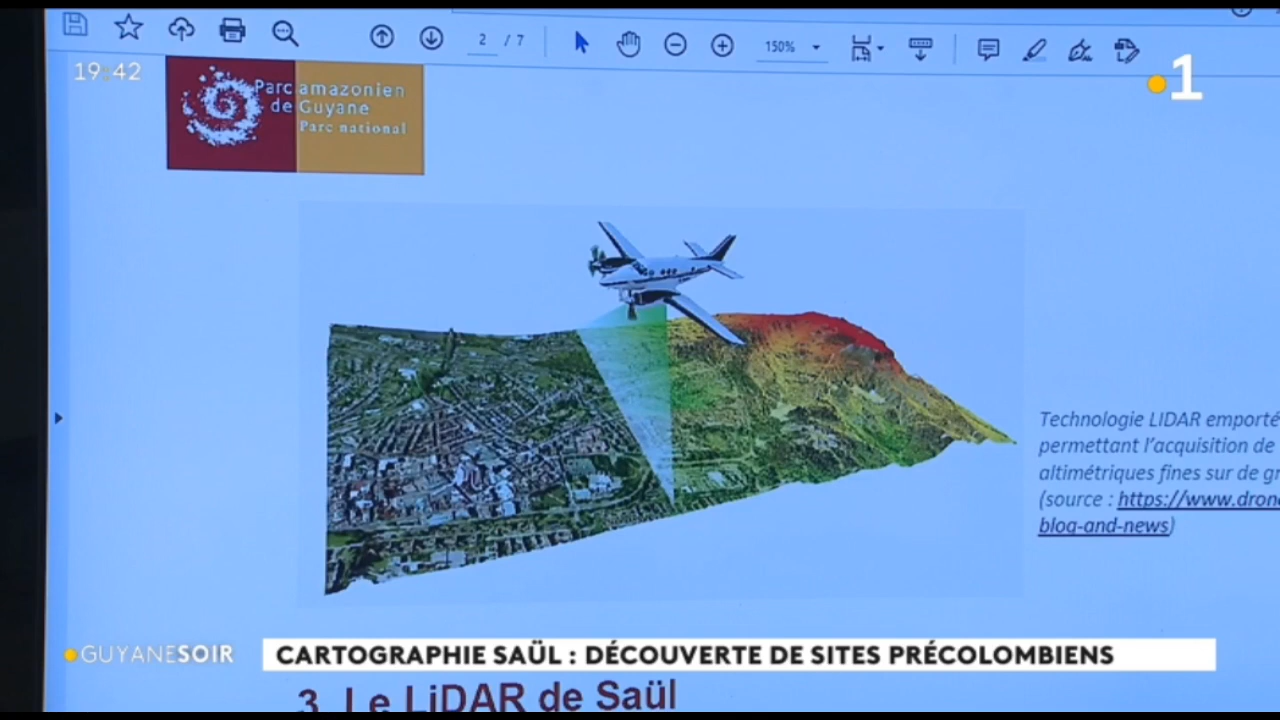 2 / 7
150%
19:42
Parc amazonien
de Guyane
Parc national
1
Technologie LIDAR emporté
permettant l'acquisition de
altimétriques fines sur de gr
(source : https://www.dron
blog-and-news)
GUYANESOIR
CARTOGRAPHIE SAÜL : DÉCOUVERTE DE SITES PRÉCOLOMBIENS
3. Le LiDAR de Saül